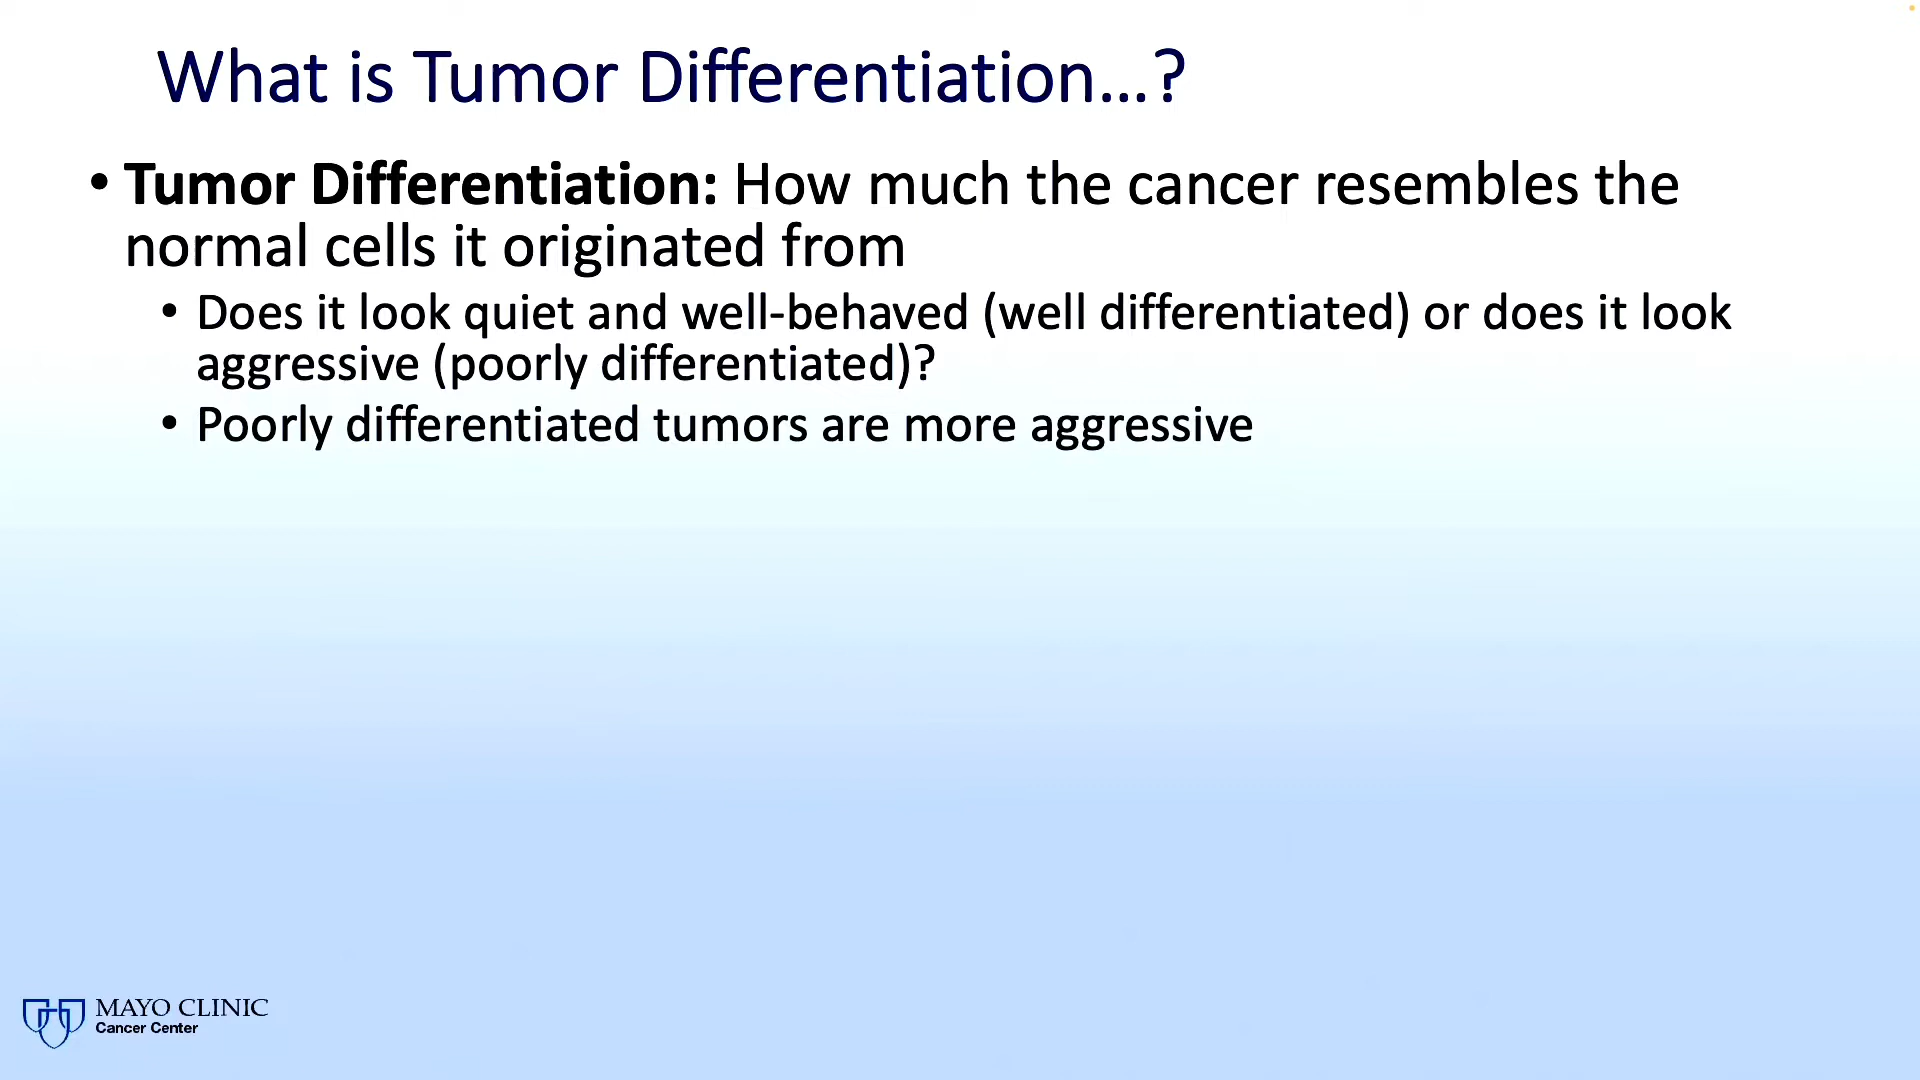 What is Tumor Differentiation...?
• Tumor Differentiation: How much the cancer resembles the
normal cells it originated from
• Does it look quiet and well-behaved (well differentiated) or does it look
aggressive (poorly differentiated)?
• Poorly differentiated tumors are more aggressive
MAYO CLINIC
Cancer Center